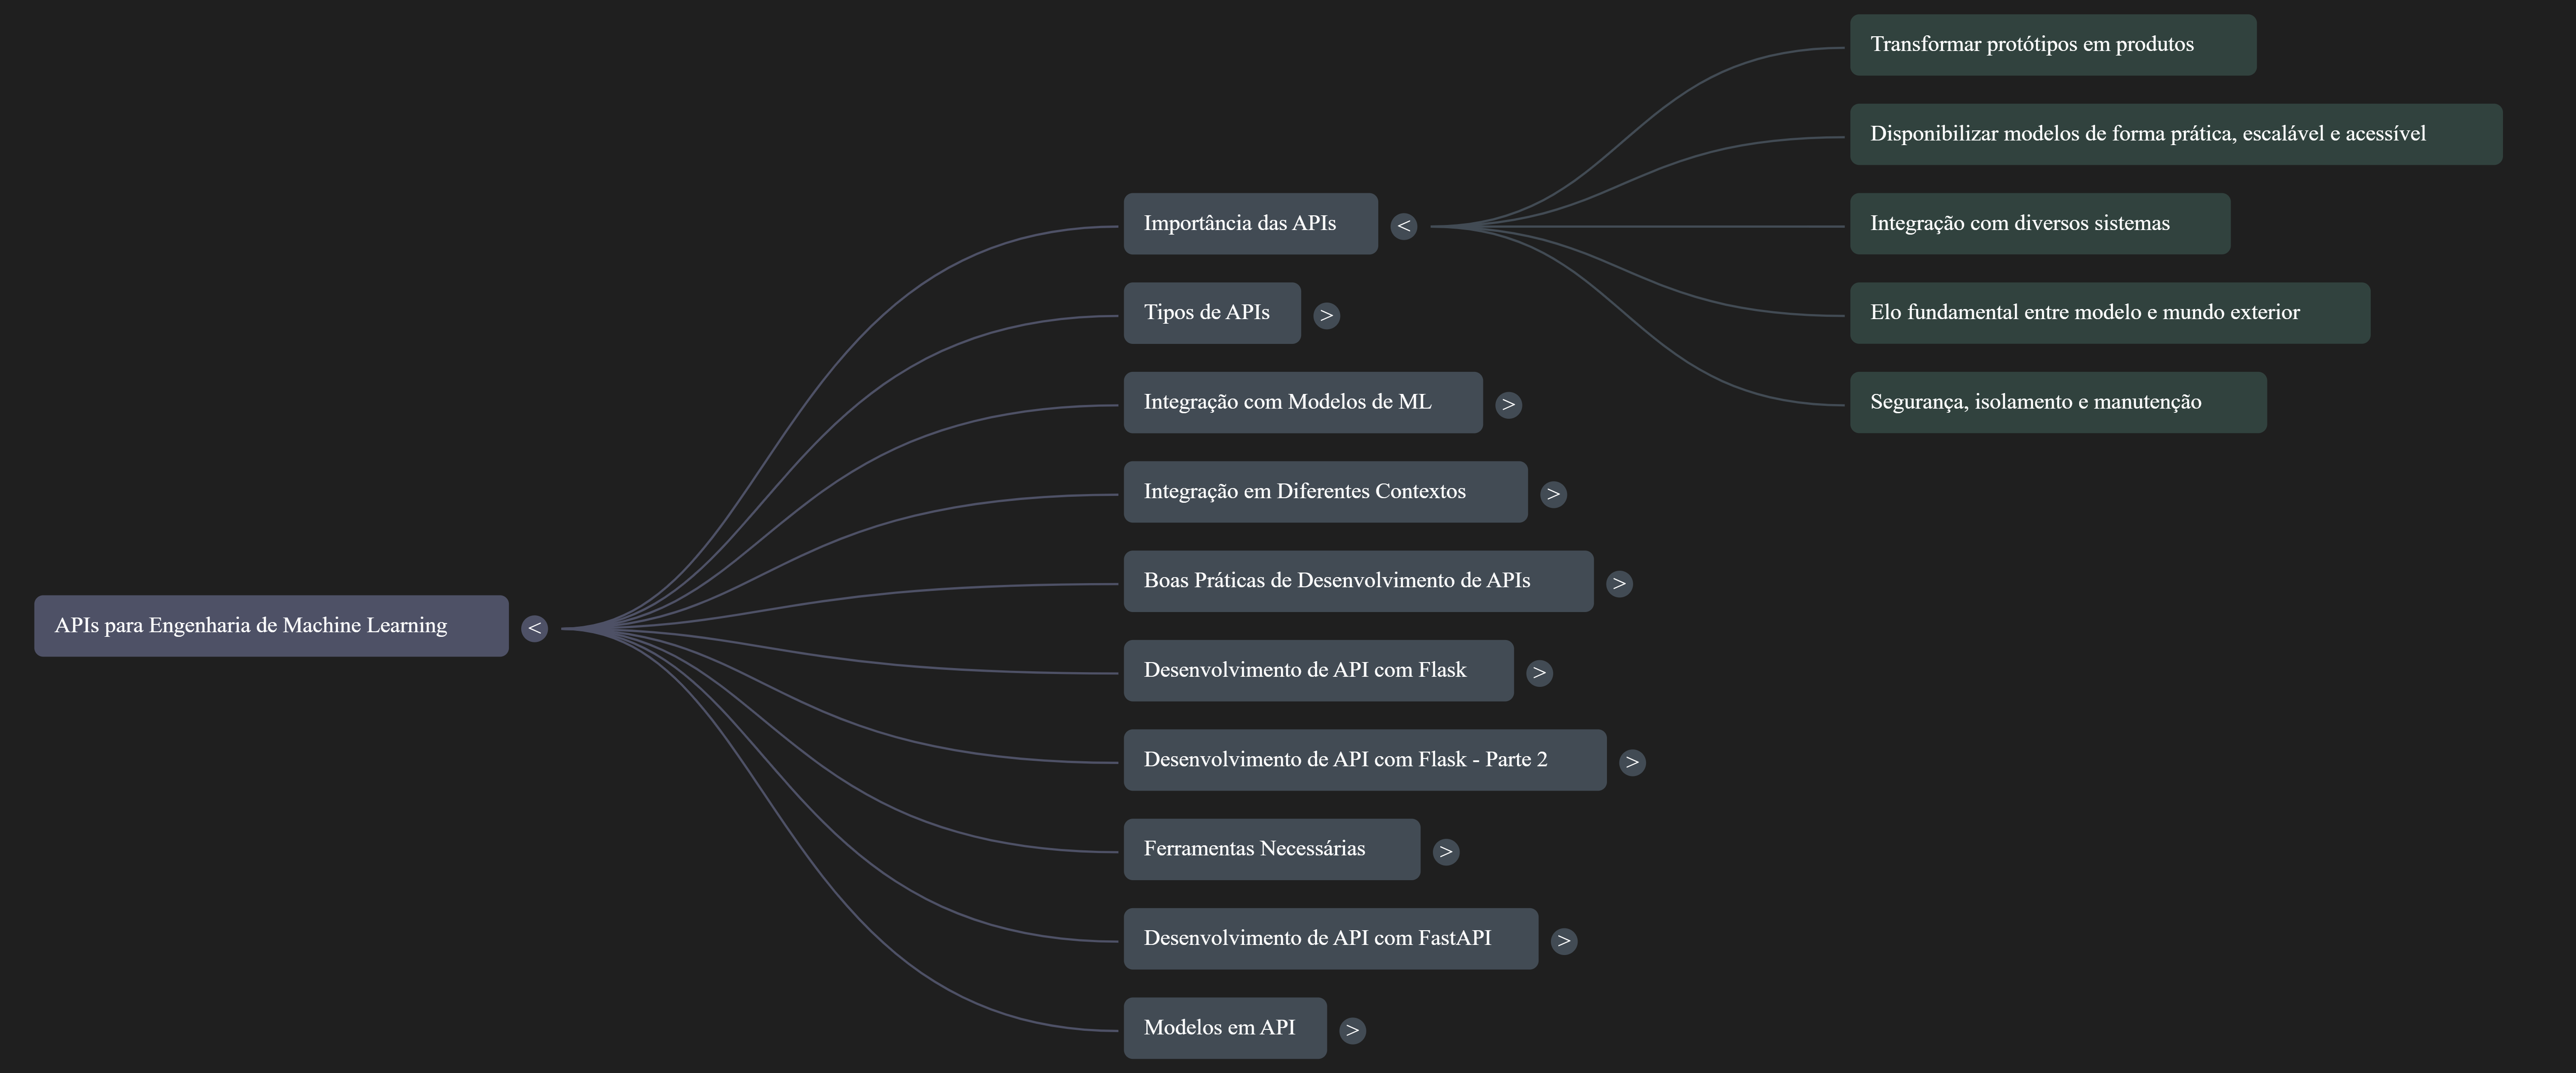 APIs para Engenharia de Machine Learning
<
Importância das APIs
<
Transformar protótipos em produtos
Disponibilizar modelos de forma prática, escalável e acessível
Integração com diversos sistemas
Elo fundamental entre modelo e mundo exterior
Segurança, isolamento e manutenção
Tipos de APIs
>
Integração com Modelos de ML
>
Integração em Diferentes Contextos
>
Boas Práticas de Desenvolvimento de APIs
>
Desenvolvimento de API com Flask
>
Desenvolvimento de API com Flask - Parte 2
>
Ferramentas Necessárias
>
Desenvolvimento de API com FastAPI
>
Modelos em API
>